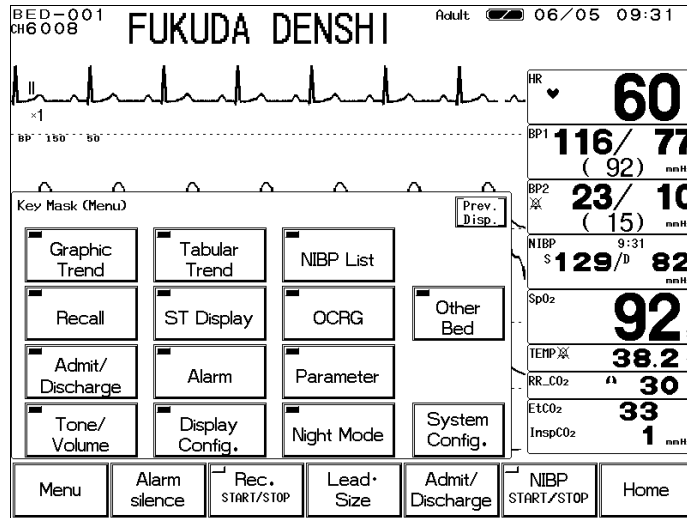 BED-001
CH6008
FUKUDA DENSHI
Adult 06/05 09:31
II
×1
BP 150 50
HR
60
BP1 116/ 77
( 92) mmH
BP2 23/ 10
( 15) mmH
NIBP 9:31
S129/D 82
mmH
SpO₂
92
TEMP 38.2
RR_CO₂ 30
EtCO₂ 33
InspCO₂ 1 mmH
Key Mask (Menu)
Prev.
Disp.
Graphic
Trend
Tabular
Trend
NIBP List
Recall
ST Display
OCRG
Other
Bed
Admit/
Discharge
Alarm
Parameter
Tone/
Volume
Display
Config.
Night Mode
System
Config.
Menu
Alarm
silence
Rec.
START/STOP
Lead·
Size
Admit/
Discharge
NIBP
START/STOP
Home